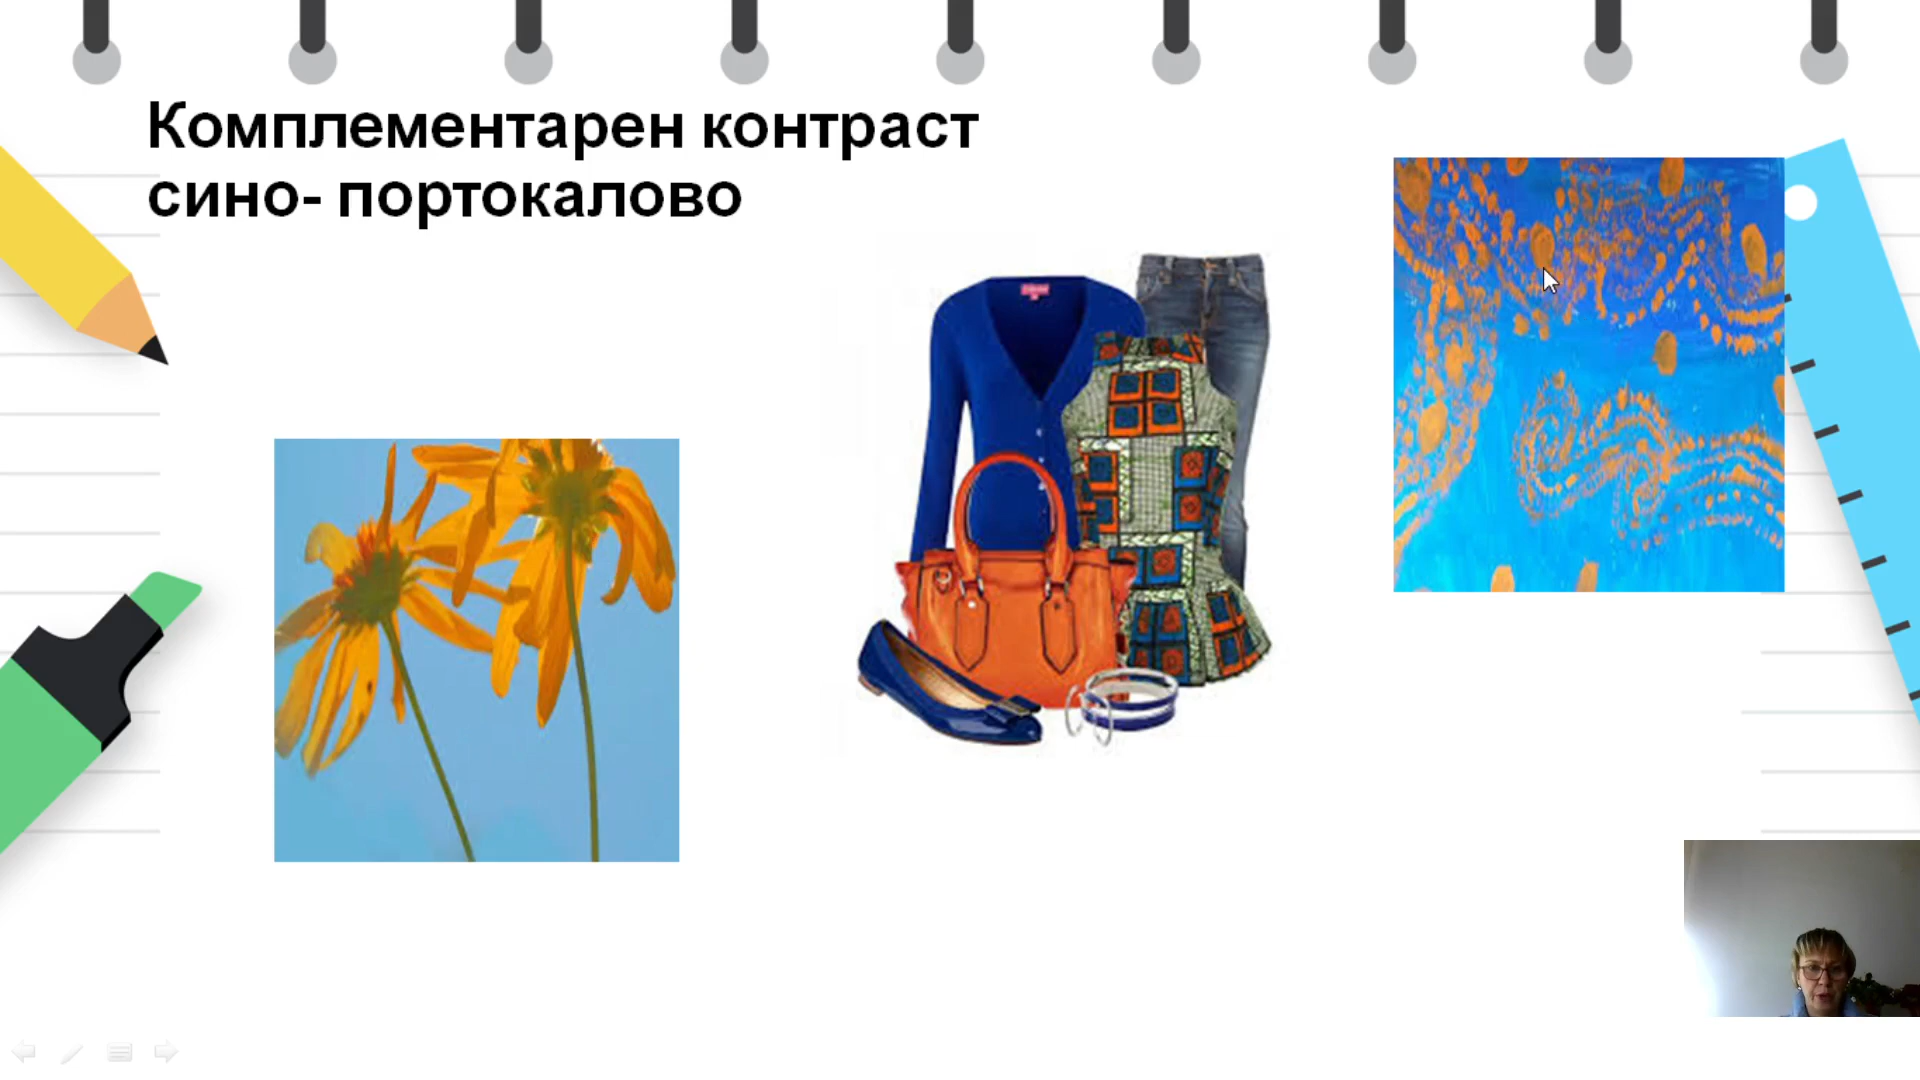 Комплементарен контраст
сино- портокалово